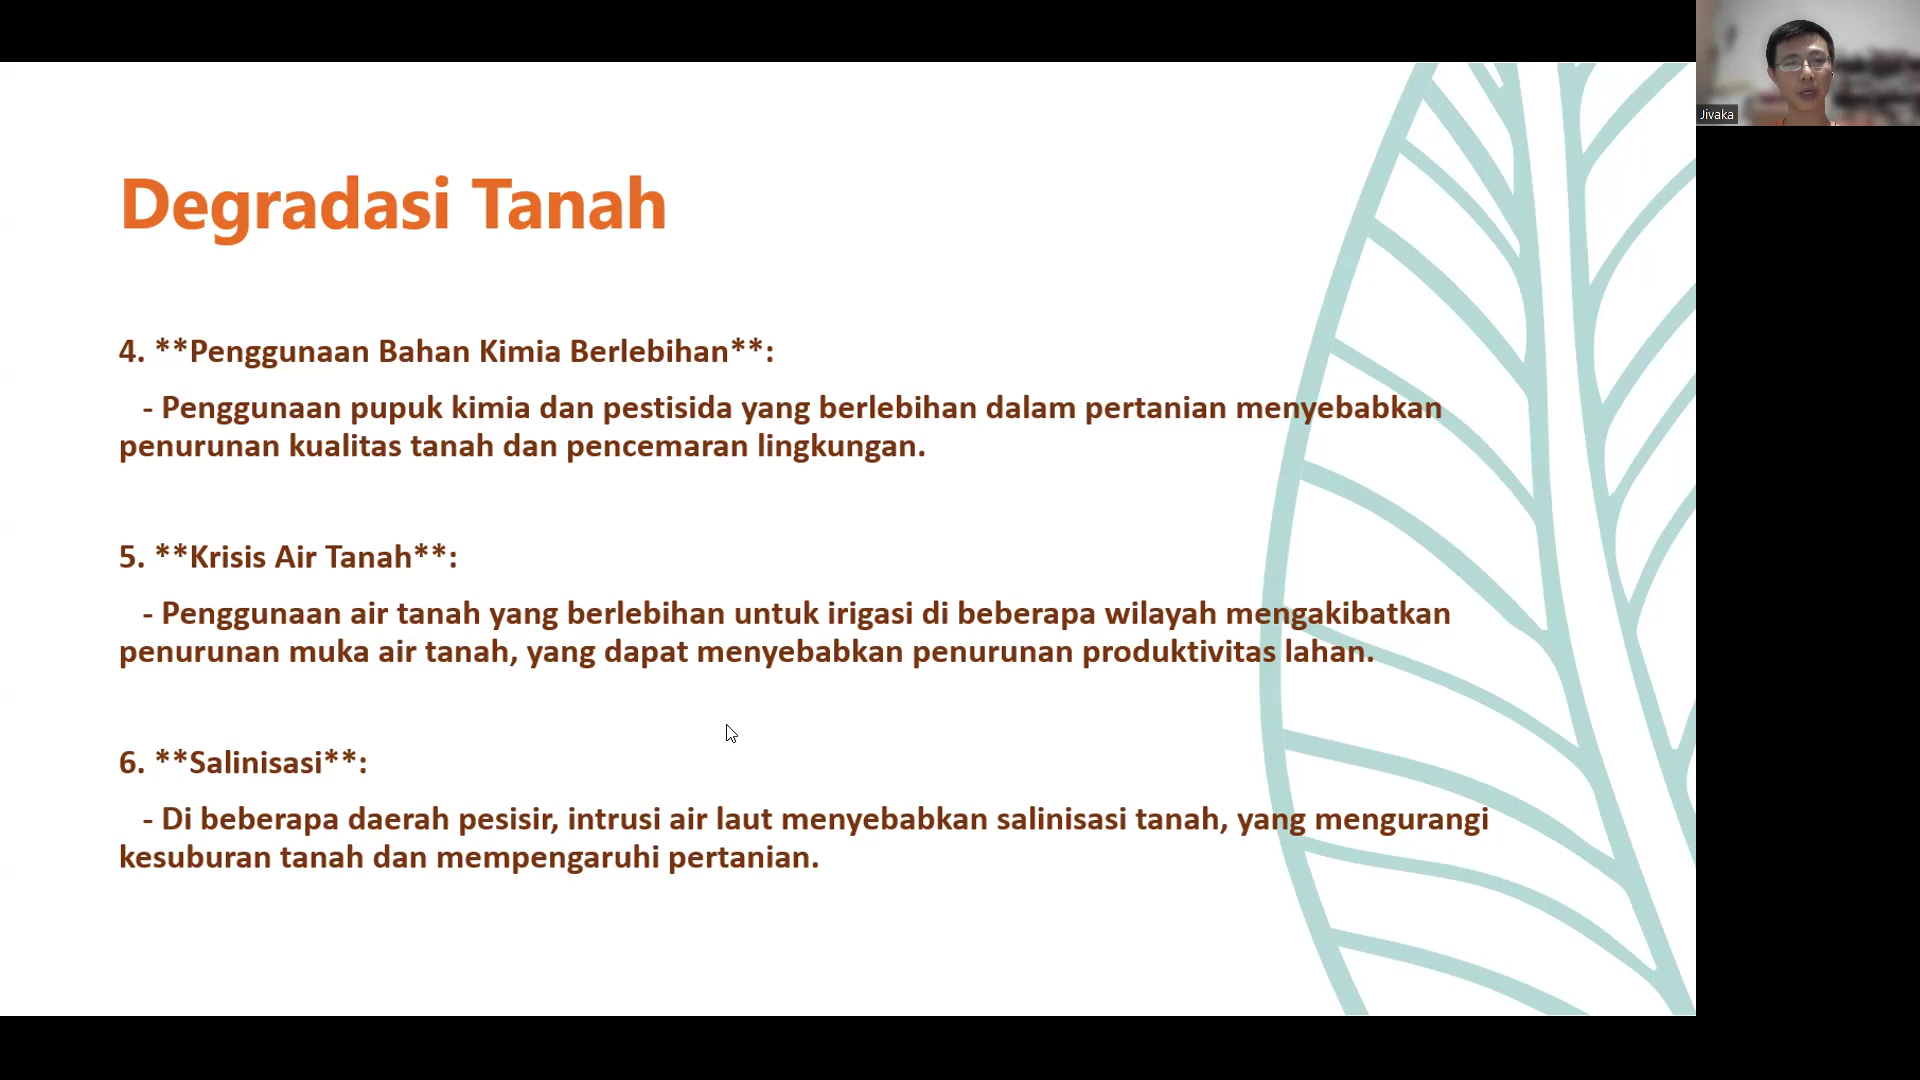 Jivaka
Degradasi Tanah
4. **Penggunaan Bahan Kimia Berlebihan**:
- Penggunaan pupuk kimia dan pestisida yang berlebihan dalam pertanian menyebabkan
penurunan kualitas tanah dan pencemaran lingkungan.
5. **Krisis Air Tanah**:
- Penggunaan air tanah yang berlebihan untuk irigasi di beberapa wilayah mengakibatkan
penurunan muka air tanah, yang dapat menyebabkan penurunan produktivitas lahan.
6. **Salinisasi**:
- Di beberapa daerah pesisir, intrusi air laut menyebabkan salinisasi tanah, yang mengurangi
kesuburan tanah dan mempengaruhi pertanian.